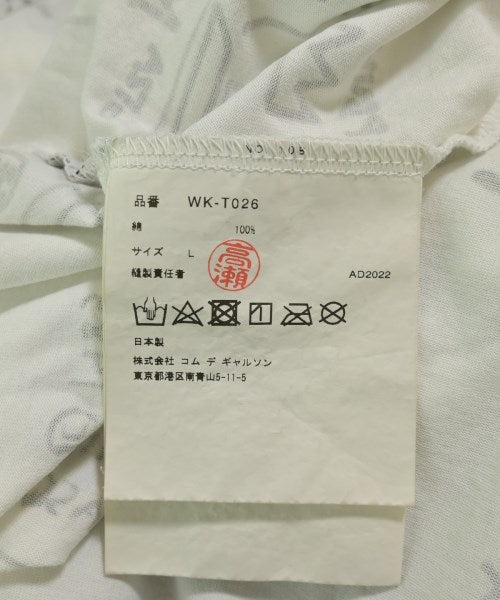 NO 108
品番 WK-T026
綿 100%
サイズ L
縫製責任者 高瀬 AD2022
日本製
株式会社 コム デ ギャルソン
東京都港区南青山5-11-5